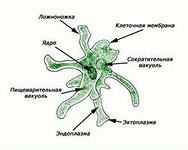 Ложноножка
Клеточная мембрана
Ядро
Сократительная
вакуоль
Пищеварительная
вакуоль
Эндоплазма
Эктоплазма